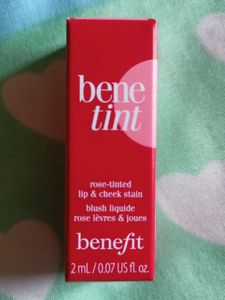 bene
tint
rose-tinted
lip & cheek stain
blush liquide
rose lèvres & joues
benefit
2 mL / 0.07 US fl. oz.